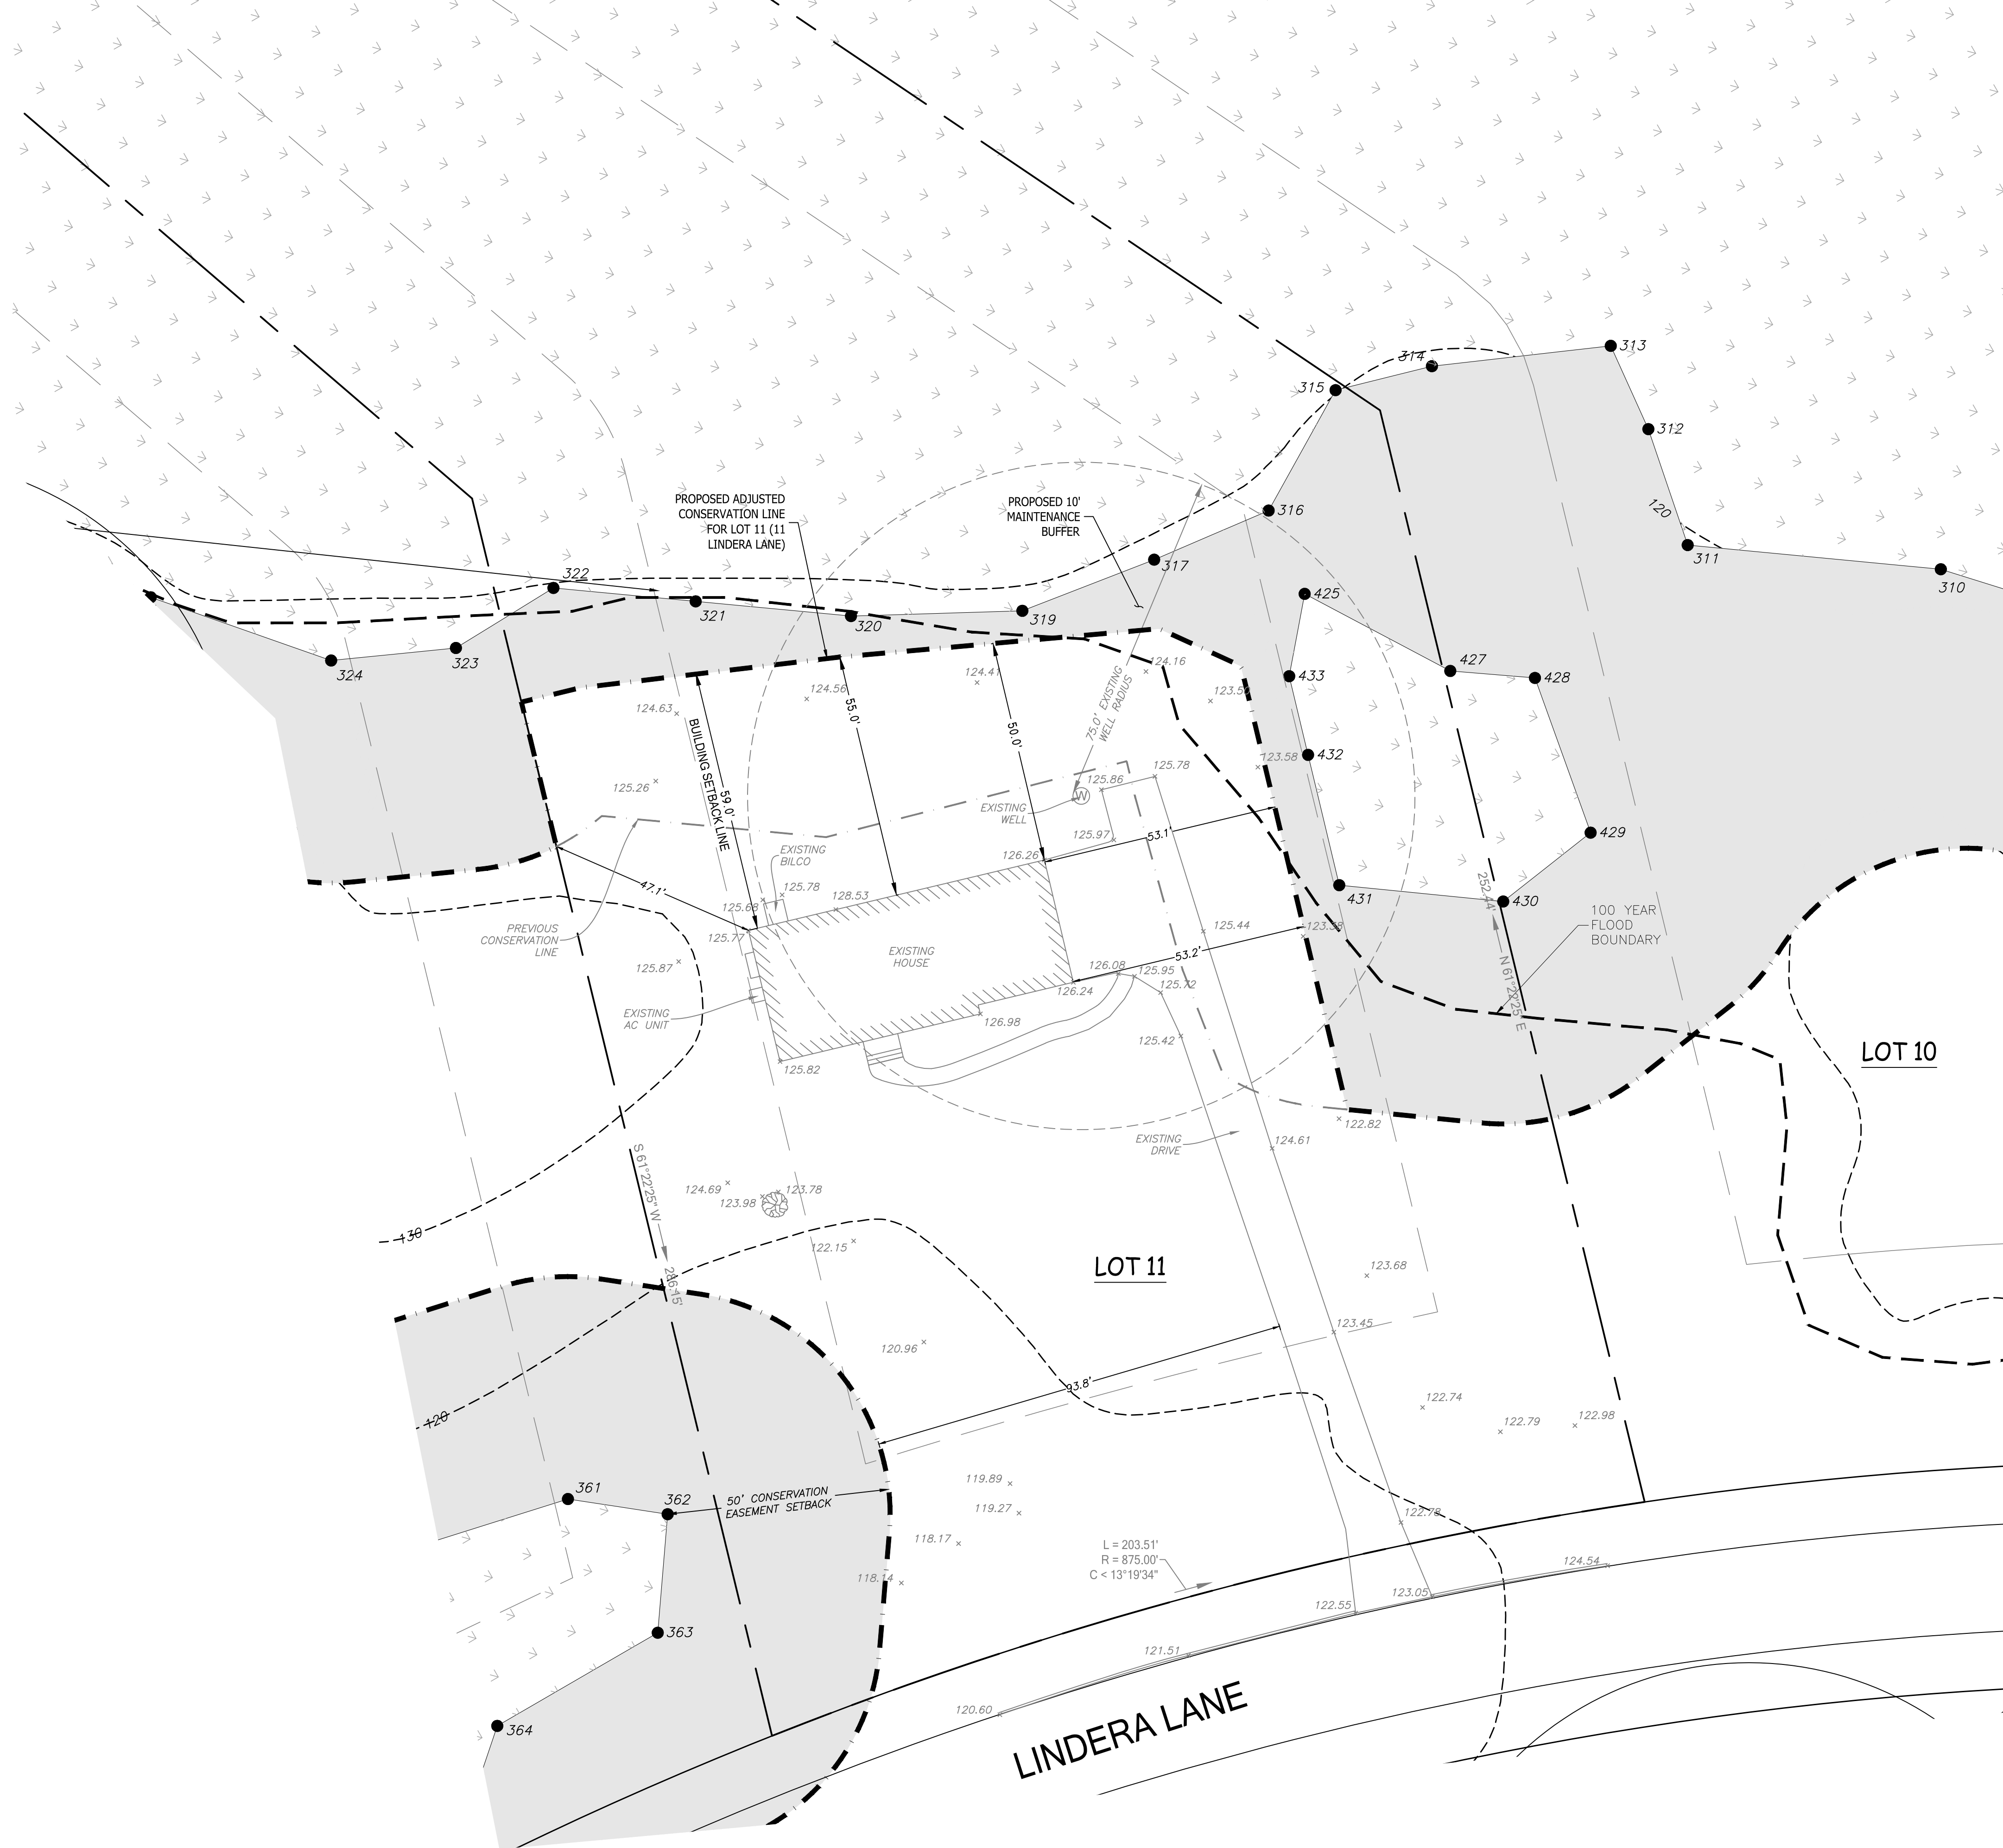 313
314
315
312
PROPOSED ADJUSTED
CONSERVATION LINE
FOR LOT 11 (11
LINDERA LANE)
PROPOSED 10'
MAINTENANCE
BUFFER
316
120
311
317
310
322
425
321
320
319
323
324
427
428
433
124.16
124.41
124.56
124.63
123.50
55.0'
50.0'
75.0' EXISTING
WELL RADIUS
BUILDING SETBACK LINE
59.0'
432
123.58
125.78
125.86
125.26
W
EXISTING
WELL
125.97
53.1'
429
126.26
EXISTING
BILCO
47.1'
431
430
252.44'
N 61°22'25" E
125.78
128.53
125.68
125.77
100 YEAR
FLOOD
BOUNDARY
PREVIOUS
CONSERVATION
LINE
123.38
125.44
53.2'
EXISTING
HOUSE
125.87
126.08
125.95
125.72
126.24
EXISTING
AC UNIT
126.98
125.42
LOT 10
125.82
122.82
EXISTING
DRIVE
124.61
S 61°22'25" W
286.15'
124.69
123.98
123.78
130
122.15
LOT 11
123.68
123.45
120.96
93.8'
120
122.74
122.79
122.98
361
362
50' CONSERVATION
EASEMENT SETBACK
119.89
119.27
122.78
118.17
L = 203.51'
R = 875.00'
C < 13°19'34"
124.54
118.14
123.05
122.55
363
121.51
120.60
364
LINDERA LANE